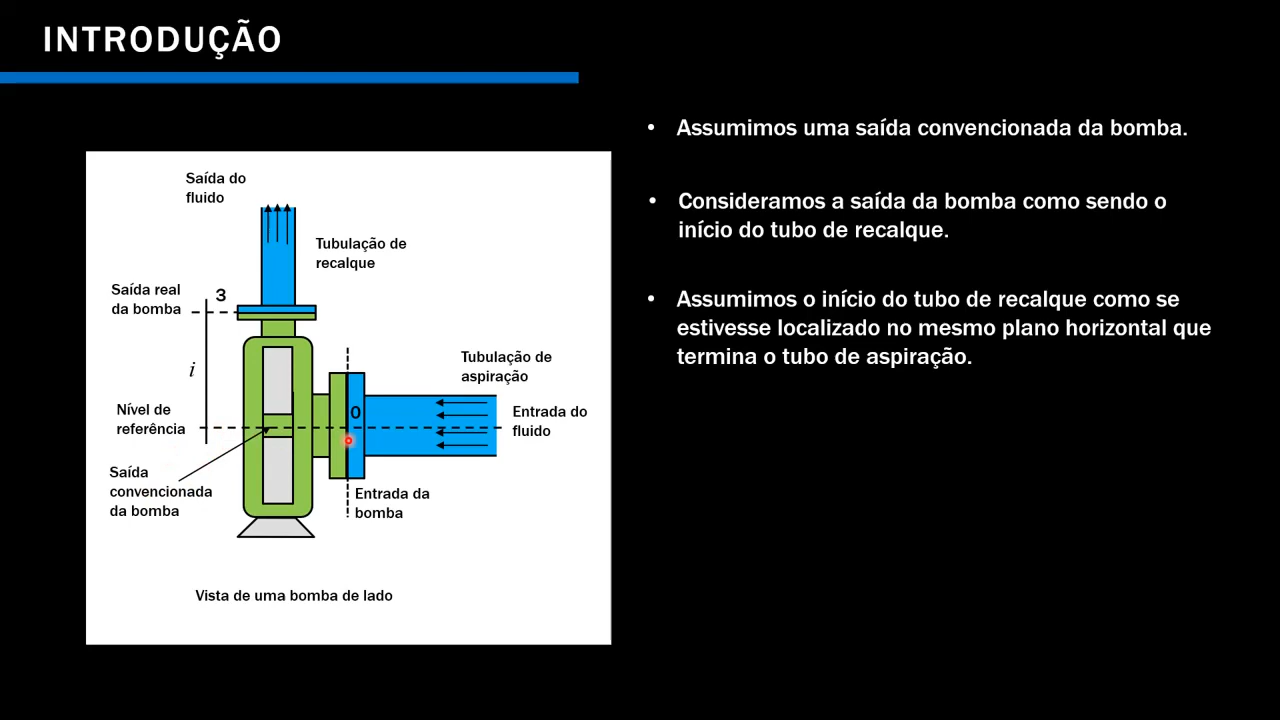 INTRODUÇÃO
Saída do
fluido
Tubulação de
recalque
Saída real
da bomba
3
i
Tubulação de
aspiração
Nível de
referência
0
Entrada do
fluido
Saída
convencionada
da bomba
Entrada da
bomba
Vista de uma bomba de lado
• Assumimos uma saída convencionada da bomba.
• Consideramos a saída da bomba como sendo o
início do tubo de recalque.
• Assumimos o início do tubo de recalque como se
estivesse localizado no mesmo plano horizontal que
termina o tubo de aspiração.